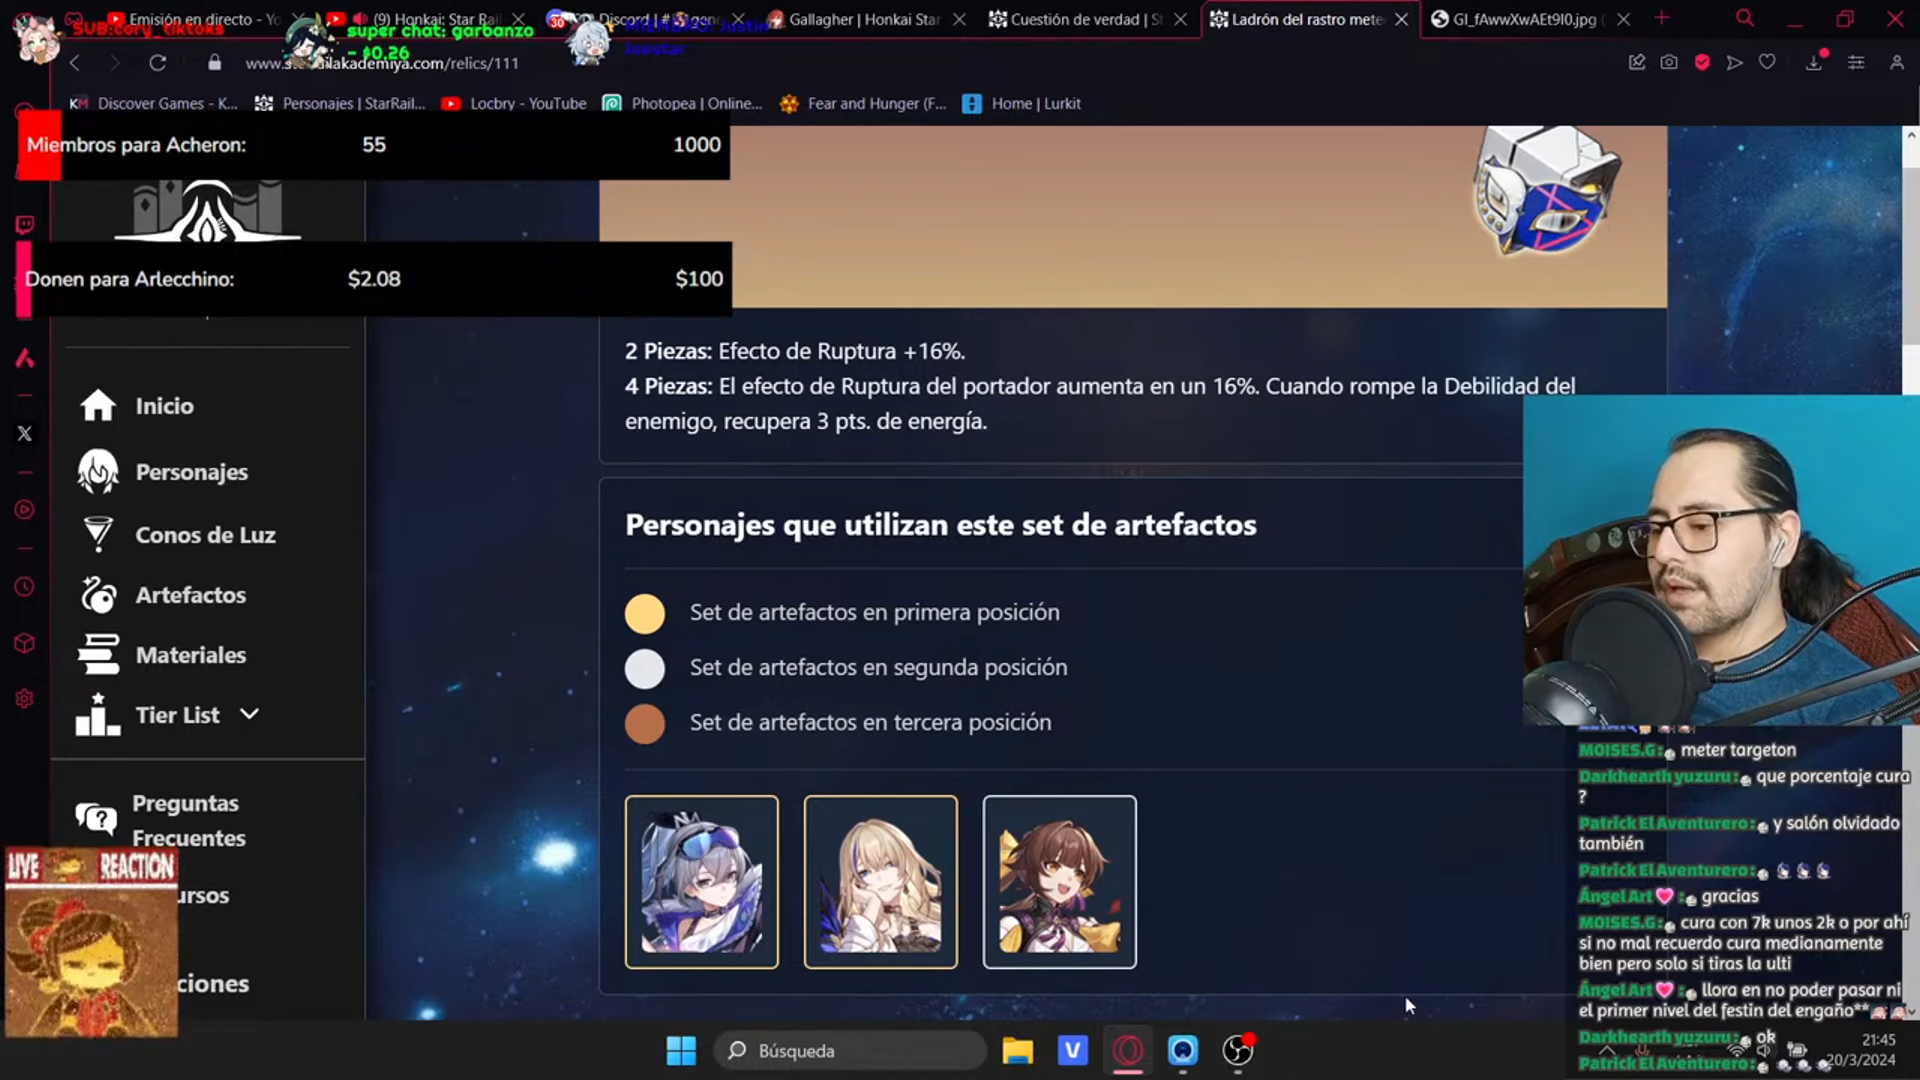 Emisión en directo - Yo
(9) Honkai: Star Rail
Discord | #
Gallagher | Honkai Star
Cuestión de verdad | St
Ladrón del rastro mete
GI_fAwwXwAEt9I0.jpg (
SUB:cory_tiktoks
super chat: garbanzo
- $0.26
MIEMBRO: Justin
Joestar
lakademiya.com/relics/111
KM Discover Games - K...
Personajes | StarRail...
Locbry - YouTube
Photopea | Online...
Fear and Hunger (F...
Home | Lurkit
Miembros para Acheron: 55 1000
Donen para Arlecchino: $2.08 $100
2 Piezas: Efecto de Ruptura +16%.
4 Piezas: El efecto de Ruptura del portador aumenta en un 16%. Cuando rompe la Debilidad del
enemigo, recupera 3 pts. de energía.
Inicio
Personajes
Conos de Luz
Artefactos
Materiales
Tier List
Preguntas
Frecuentes
ursos
ciones
Personajes que utilizan este set de artefactos
Set de artefactos en primera posición
Set de artefactos en segunda posición
Set de artefactos en tercera posición
LIVE REACTION
MOISES.G: meter targeton
Darkhearth yuzuru: que porcentaje cura
?
Patrick El Aventurero: y salón olvidado
también
Patrick El Aventurero:
Ángel Art: gracias
MOISES.G: cura con 7k unos 2k o por ahí
si no mal recuerdo cura medianamente
bien pero solo si tiras la ulti
Ángel Art: llora en no poder pasar ni
el primer nivel del festin del engaño**
Darkhearth yuzuru: ok
Patrick El Aventurero:
Búsqueda
21:45
20/3/2024